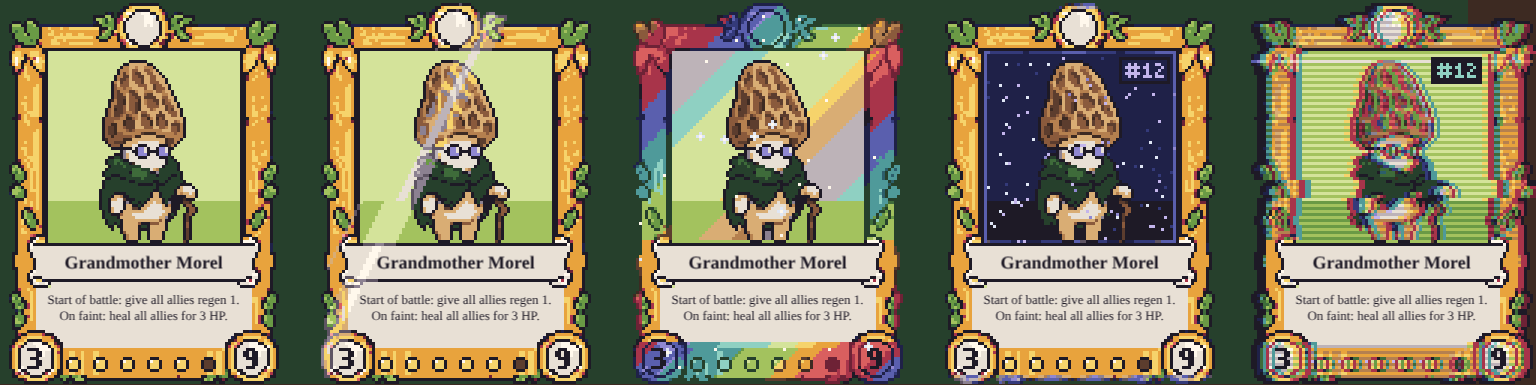 Grandmother Morel
Start of battle: give all allies regen 1.
On faint: heal all allies for 3 HP.
3
9
Grandmother Morel
Start of battle: give all allies regen 1.
On faint: heal all allies for 3 HP.
3
9
Grandmother Morel
Start of battle: give all allies regen 1.
On faint: heal all allies for 3 HP.
3
9
#12
Grandmother Morel
Start of battle: give all allies regen 1.
On faint: heal all allies for 3 HP.
3
9
#12
Grandmother Morel
Start of battle: give all allies regen 1.
On faint: heal all allies for 3 HP.
3
9